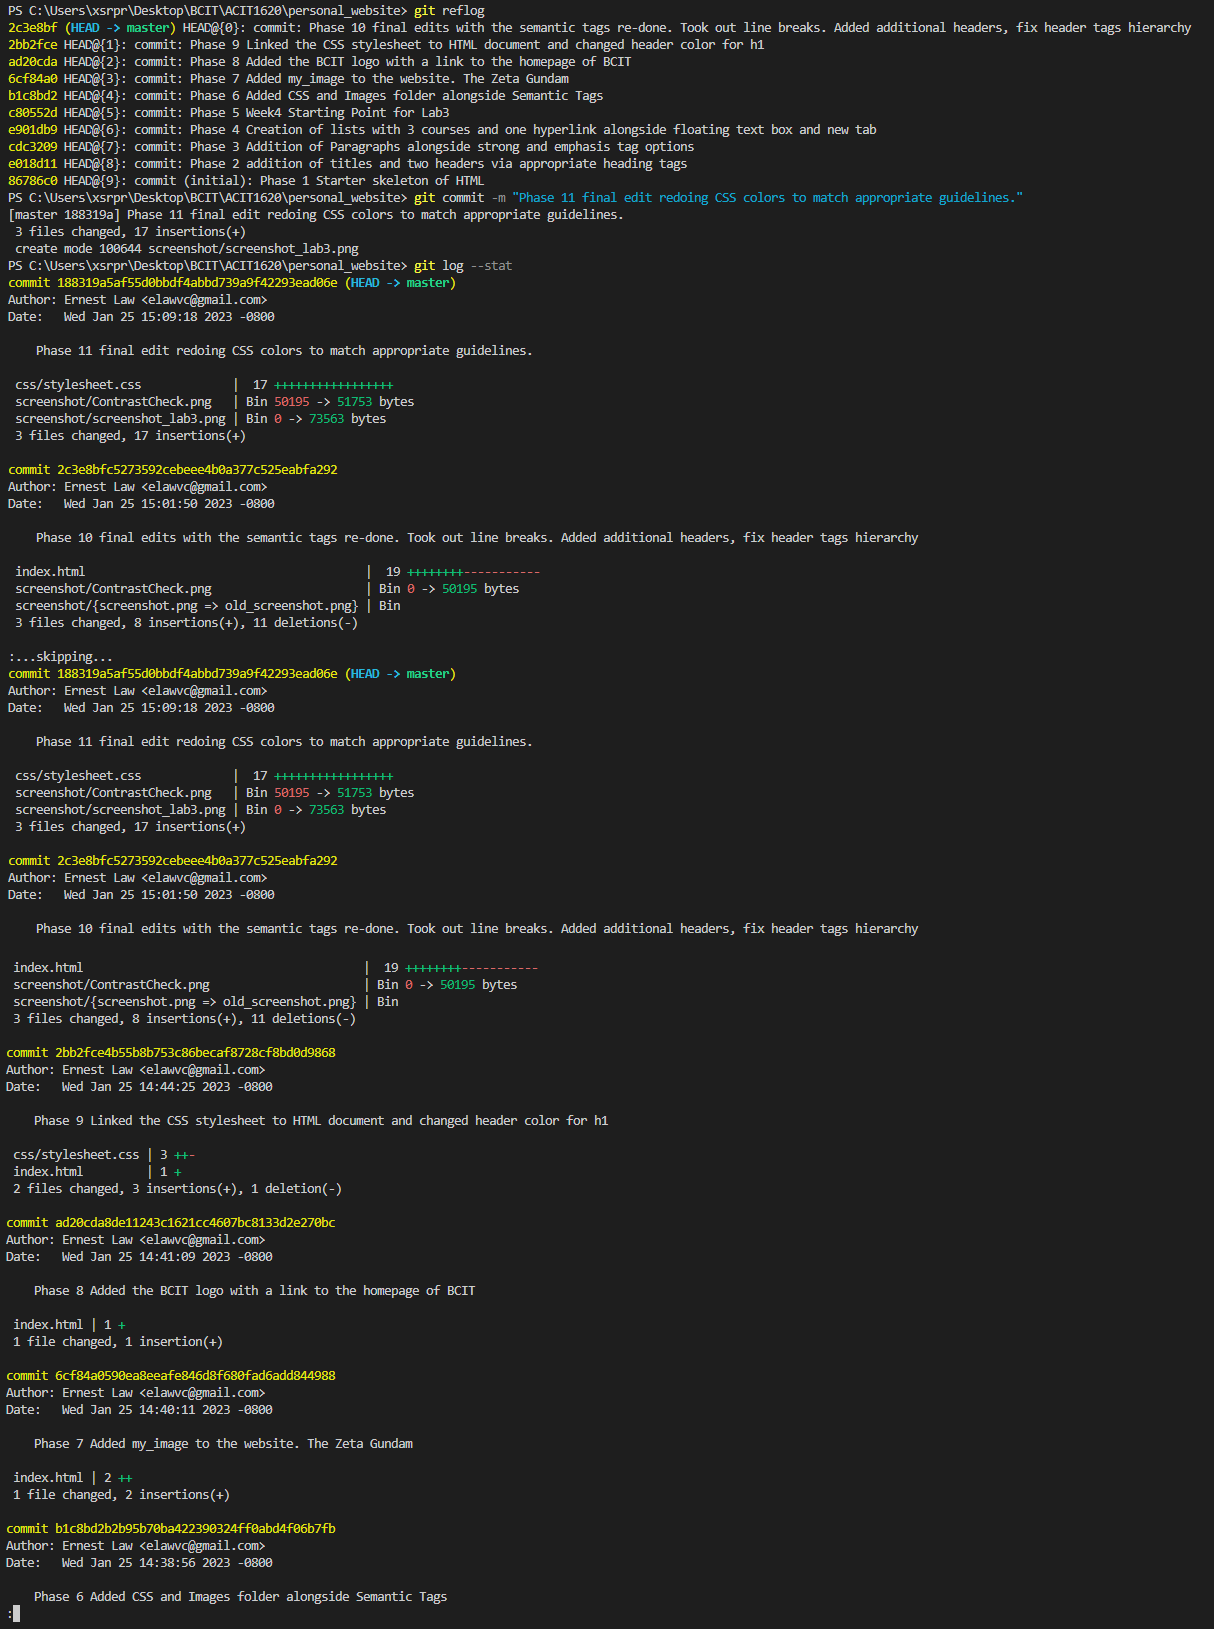 PS C:\Users\xsrpr\Desktop\BCIT\ACIT1620\personal_website> git reflog
2c3e8bf (HEAD -> master) HEAD@{0}: commit: Phase 10 final edits with the semantic tags re-done. Took out line breaks. Added additional headers, fix header tags hierarchy
2bb2fce HEAD@{1}: commit: Phase 9 Linked the CSS stylesheet to HTML document and changed header color for h1
ad20cda HEAD@{2}: commit: Phase 8 Added the BCIT logo with a link to the homepage of BCIT
6cf84a0 HEAD@{3}: commit: Phase 7 Added my_image to the website. The Zeta Gundam
b1c8bd2 HEAD@{4}: commit: Phase 6 Added CSS and Images folder alongside Semantic Tags
c80552d HEAD@{5}: commit: Phase 5 Week4 Starting Point for Lab3
e901db9 HEAD@{6}: commit: Phase 4 Creation of lists with 3 courses and one hyperlink alongside floating text box and new tab
cdc3209 HEAD@{7}: commit: Phase 3 Addition of Paragraphs alongside strong and emphasis tag options
e018d11 HEAD@{8}: commit: Phase 2 addition of titles and two headers via appropriate heading tags
86786c0 HEAD@{9}: commit (initial): Phase 1 Starter skeleton of HTML
PS C:\Users\xsrpr\Desktop\BCIT\ACIT1620\personal_website> git commit -m "Phase 11 final edit redoing CSS colors to match appropriate guidelines."
[master 188319a] Phase 11 final edit redoing CSS colors to match appropriate guidelines.
 3 files changed, 17 insertions(+)
 create mode 100644 screenshot/screenshot_lab3.png
PS C:\Users\xsrpr\Desktop\BCIT\ACIT1620\personal_website> git log --stat
commit 188319a5af55d0bbdf4abbd739a9f42293ead06e (HEAD -> master)
Author: Ernest Law <elawvc@gmail.com>
Date:   Wed Jan 25 15:09:18 2023 -0800
    Phase 11 final edit redoing CSS colors to match appropriate guidelines.
 css/stylesheet.css             |  17 +++++++++++++++++
 screenshot/ContrastCheck.png   | Bin 50195 -> 51753 bytes
 screenshot/screenshot_lab3.png | Bin 0 -> 73563 bytes
 3 files changed, 17 insertions(+)
commit 2c3e8bfc5273592cebeee4b0a377c525eabfa292
Author: Ernest Law <elawvc@gmail.com>
Date:   Wed Jan 25 15:01:50 2023 -0800
    Phase 10 final edits with the semantic tags re-done. Took out line breaks. Added additional headers, fix header tags hierarchy
 index.html                                        |  19 ++++++++-----------
 screenshot/ContrastCheck.png                      | Bin 0 -> 50195 bytes
 screenshot/{screenshot.png => old_screenshot.png} | Bin
 3 files changed, 8 insertions(+), 11 deletions(-)
:...skipping...
commit 188319a5af55d0bbdf4abbd739a9f42293ead06e (HEAD -> master)
Author: Ernest Law <elawvc@gmail.com>
Date:   Wed Jan 25 15:09:18 2023 -0800
    Phase 11 final edit redoing CSS colors to match appropriate guidelines.
 css/stylesheet.css             |  17 +++++++++++++++++
 screenshot/ContrastCheck.png   | Bin 50195 -> 51753 bytes
 screenshot/screenshot_lab3.png | Bin 0 -> 73563 bytes
 3 files changed, 17 insertions(+)
commit 2c3e8bfc5273592cebeee4b0a377c525eabfa292
Author: Ernest Law <elawvc@gmail.com>
Date:   Wed Jan 25 15:01:50 2023 -0800
    Phase 10 final edits with the semantic tags re-done. Took out line breaks. Added additional headers, fix header tags hierarchy
 index.html                                        |  19 ++++++++-----------
 screenshot/ContrastCheck.png                      | Bin 0 -> 50195 bytes
 screenshot/{screenshot.png => old_screenshot.png} | Bin
 3 files changed, 8 insertions(+), 11 deletions(-)
commit 2bb2fce4b55b8b753c86becaf8728cf8bd0d9868
Author: Ernest Law <elawvc@gmail.com>
Date:   Wed Jan 25 14:44:25 2023 -0800
    Phase 9 Linked the CSS stylesheet to HTML document and changed header color for h1
 css/stylesheet.css | 3 ++-
 index.html         | 1 +
 2 files changed, 3 insertions(+), 1 deletion(-)
commit ad20cda8de11243c1621cc4607bc8133d2e270bc
Author: Ernest Law <elawvc@gmail.com>
Date:   Wed Jan 25 14:41:09 2023 -0800
    Phase 8 Added the BCIT logo with a link to the homepage of BCIT
 index.html | 1 +
 1 file changed, 1 insertion(+)
commit 6cf84a0590ea8eeafe846d8f680fad6add844988
Author: Ernest Law <elawvc@gmail.com>
Date:   Wed Jan 25 14:40:11 2023 -0800
    Phase 7 Added my_image to the website. The Zeta Gundam
 index.html | 2 ++
 1 file changed, 2 insertions(+)
commit b1c8bd2b2b95b70ba422390324ff0abd4f06b7fb
Author: Ernest Law <elawvc@gmail.com>
Date:   Wed Jan 25 14:38:56 2023 -0800
    Phase 6 Added CSS and Images folder alongside Semantic Tags
: